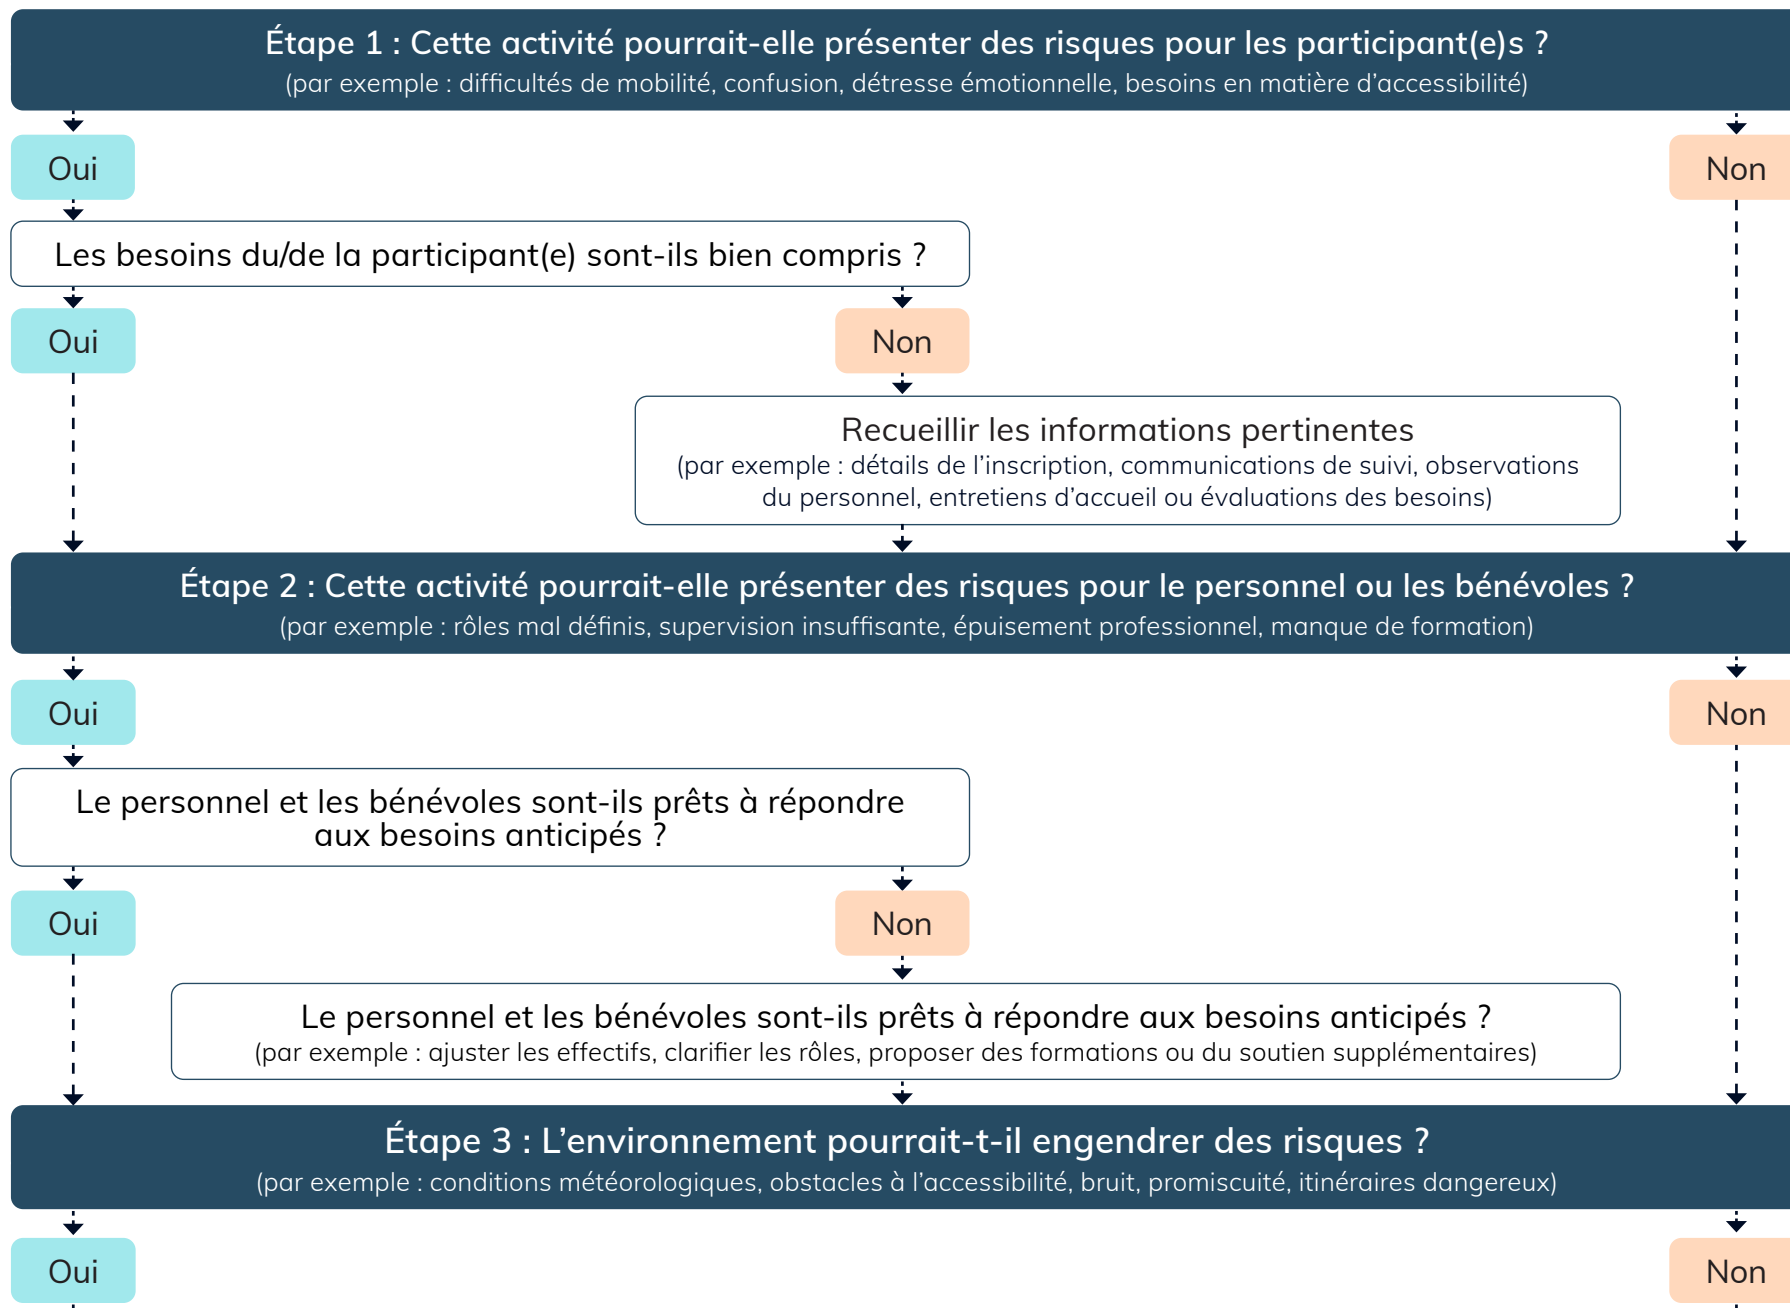 Étape 1 : Cette activité pourrait-elle présenter des risques pour les participant(e)s ?
(par exemple : difficultés de mobilité, confusion, détresse émotionnelle, besoins en matière d’accessibilité)
Oui
Non
Les besoins du/de la participant(e) sont-ils bien compris ?
Oui
Non
Recueillir les informations pertinentes
(par exemple : détails de l’inscription, communications de suivi, observations
du personnel, entretiens d’accueil ou évaluations des besoins)
Étape 2 : Cette activité pourrait-elle présenter des risques pour le personnel ou les bénévoles ?
(par exemple : rôles mal définis, supervision insuffisante, épuisement professionnel, manque de formation)
Oui
Non
Le personnel et les bénévoles sont-ils prêts à répondre
aux besoins anticipés ?
Oui
Non
Le personnel et les bénévoles sont-ils prêts à répondre aux besoins anticipés ?
(par exemple : ajuster les effectifs, clarifier les rôles, proposer des formations ou du soutien supplémentaires)
Étape 3 : L’environnement pourrait-t-il engendrer des risques ?
(par exemple : conditions météorologiques, obstacles à l’accessibilité, bruit, promiscuité, itinéraires dangereux)
Oui
Non